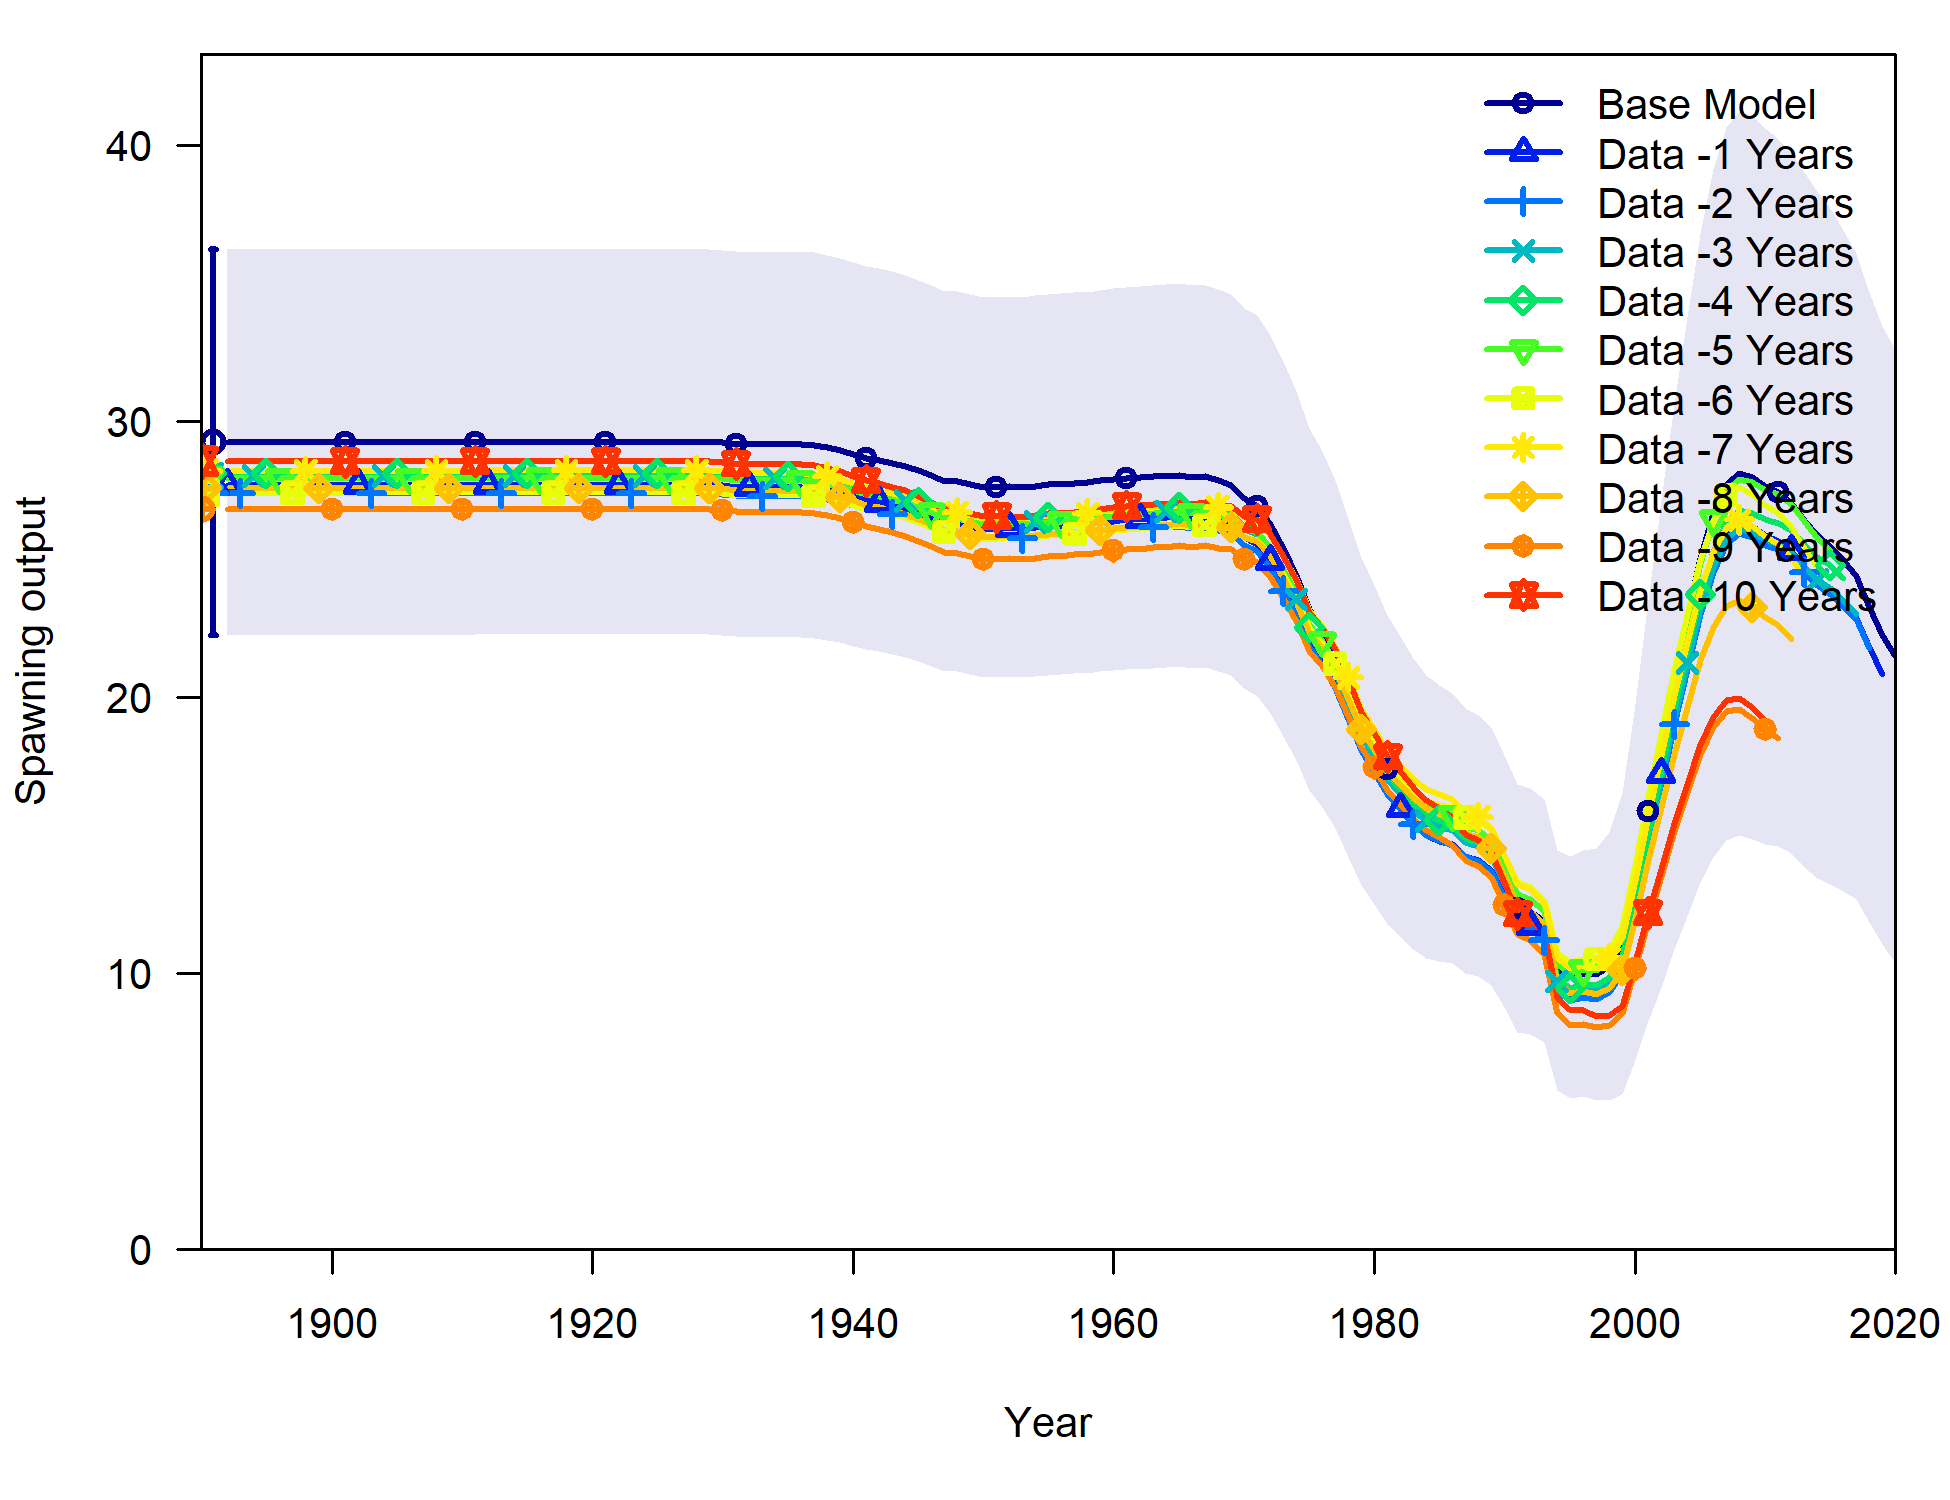 Base Model
Data -1 Years
Data -2 Years
Data -3 Years
Data -4 Years
Data -5 Years
Data -6 Years
Data -7 Years
Data -8 Years
Data -9 Years
Data -10 Years
40
30
20
10
0
Spawning output
1900 1920 1940 1960 1980 2000 2020
Year